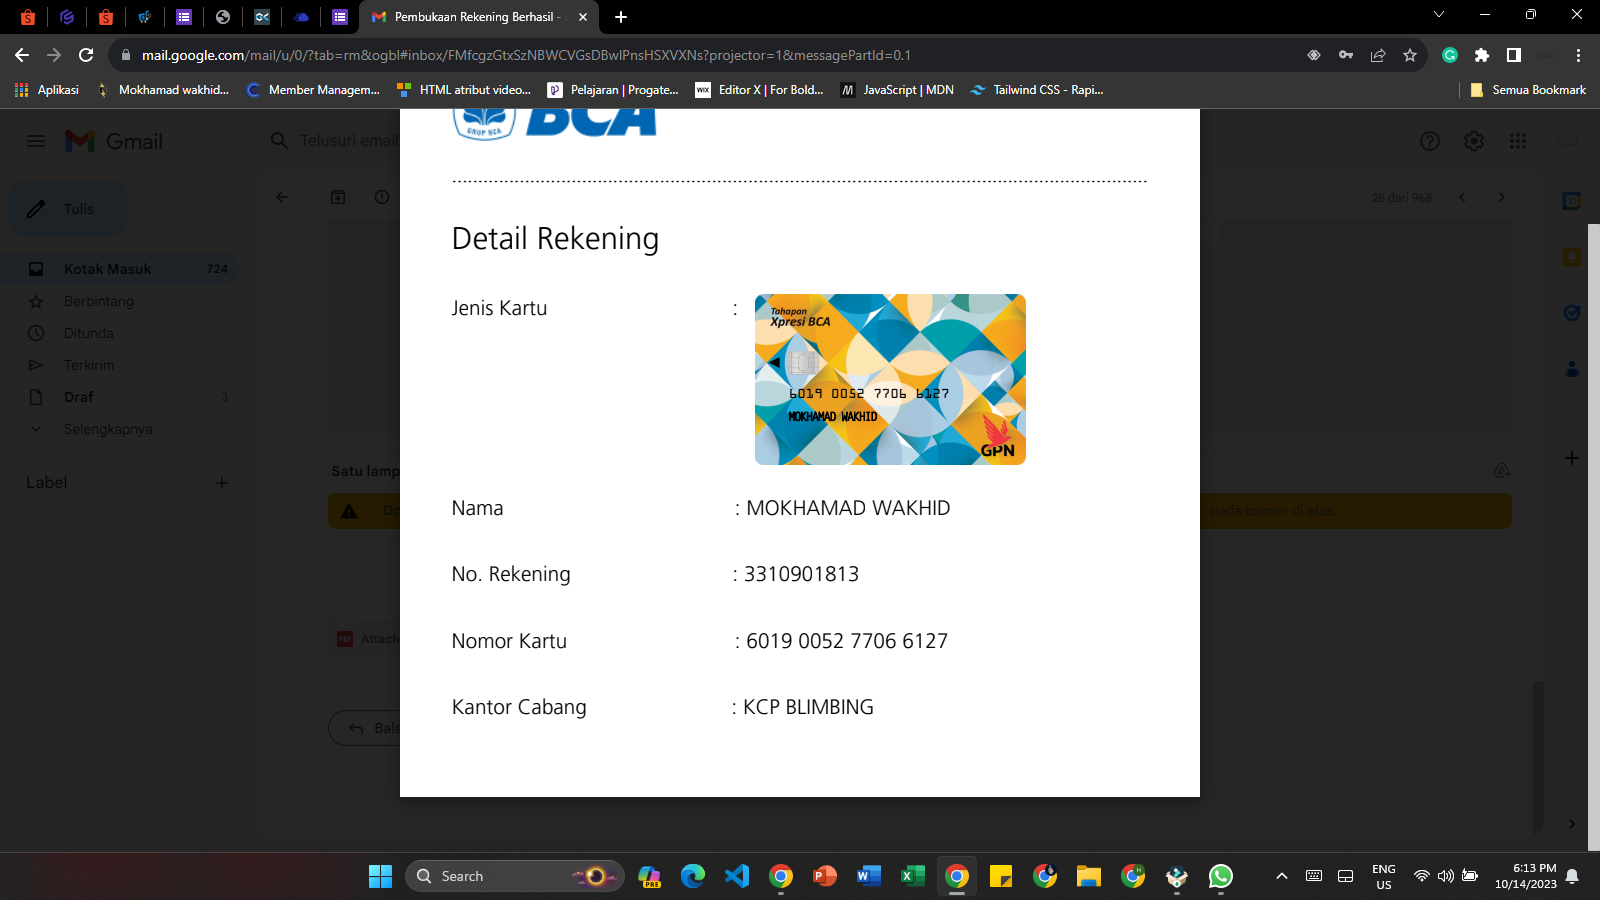 Pembukaan Rekening Berhasil -
mail.google.com/mail/u/0/?tab=rm&ogbl#inbox/FMfcgzGtxSzNBWCVGsDBwIPnsHSXVXNs?projector=1&messagePartId=0.1
Aplikasi
Mokhamad wakhid...
Member Managem...
HTML atribut video...
Pelajaran | Progate...
WIX
Editor X | For Bold...
JavaScript | MDN
Tailwind CSS - Rapi...
Semua Bookmark
GRUP BCA
BCA
Gmail
Telusuri email
Tulis
28 dari 968
Kotak Masuk 724
Berbintang
Ditunda
Terkirim
Draf 3
Selengkapnya
Label
Detail Rekening
Jenis Kartu :
Tahapan
Xpresi BCA
6019 0052 7706 6127
MOKHAMAD WAKHID
GPN
Satu lamp
pada banner di atas.
Nama : MOKHAMAD WAKHID
No. Rekening : 3310901813
PDF Attach
Nomor Kartu : 6019 0052 7706 6127
Kantor Cabang : KCP BLIMBING
Bala
Search
PRE
ENG
US
6:13 PM
10/14/2023